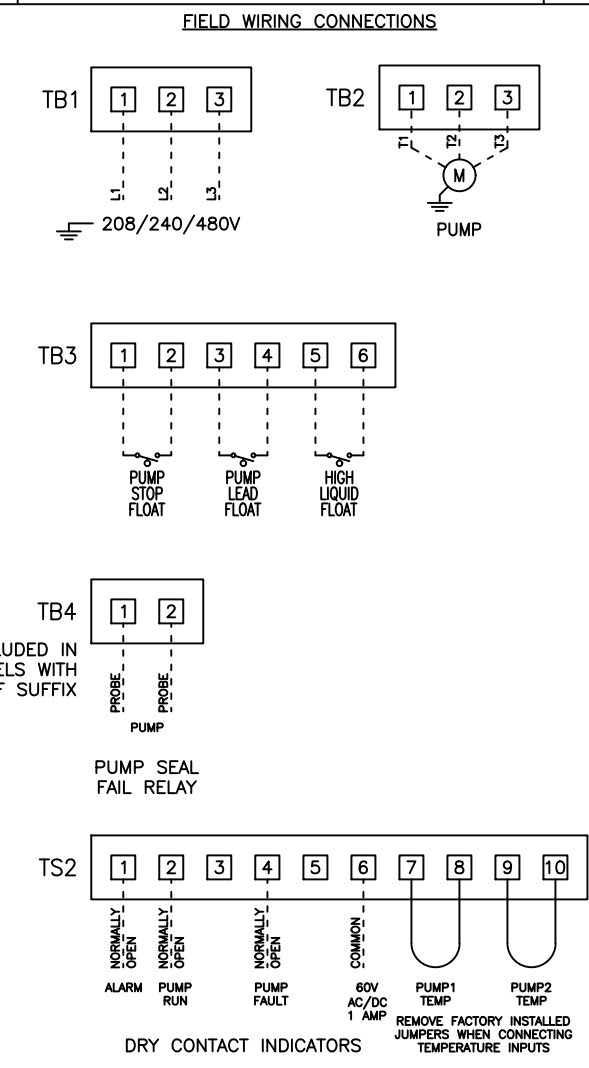 FIELD WIRING CONNECTIONS
TB1 1 2 3
L1 L2 L3
208/240/480V
TB2 1 2 3
T1 T2 T3
M
PUMP
TB3 1 2 3 4 5 6
PUMP STOP FLOAT
PUMP LEAD FLOAT
HIGH LIQUID FLOAT
TB4 1 2
LUDED IN
ELS WITH
F SUFFIX
PROBE PROBE
PUMP
PUMP SEAL
FAIL RELAY
TS2 1 2 3 4 5 6 7 8 9 10
NORMALLY OPEN
ALARM
NORMALLY OPEN
PUMP RUN
NORMALLY OPEN
PUMP FAULT
COMMON
60V AC/DC 1 AMP
PUMP1 TEMP
PUMP2 TEMP
REMOVE FACTORY INSTALLED
JUMPERS WHEN CONNECTING
TEMPERATURE INPUTS
DRY CONTACT INDICATORS